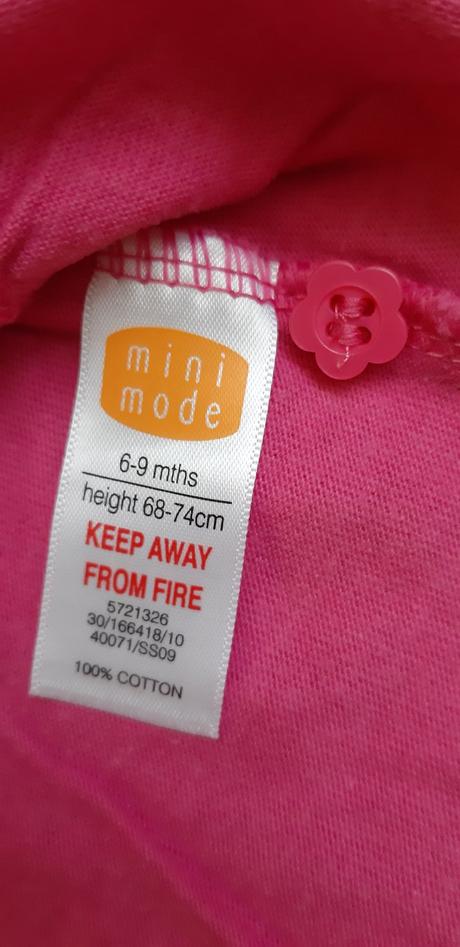 mini
mode
6-9 mths
height 68-74cm
KEEP AWAY
FROM FIRE
5721326
30/166418/10
40071/SS09
100% COTTON